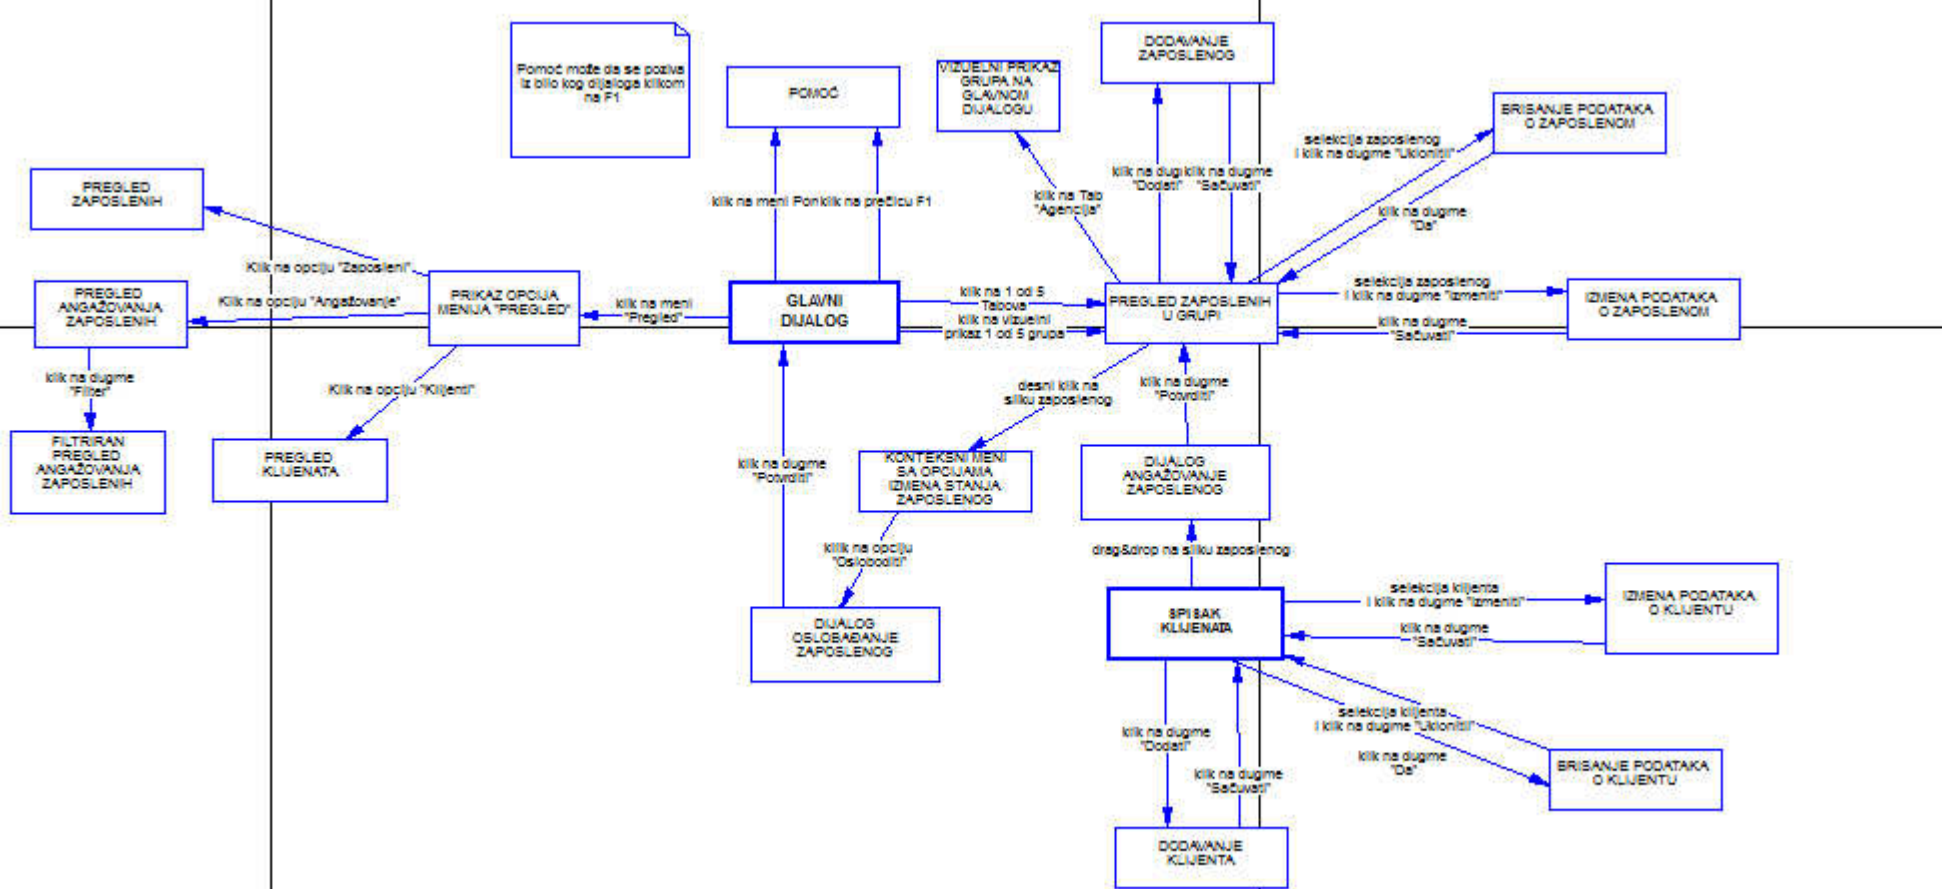 Pomoć može da se poziva
iz bilo kog dijaloga klikom
na F1
POMOĆ
VIZUELNI PRIKAZ
GRUPA NA
GLAVNOM
DIJALOGU
DODAVANJE
ZAPOSLENOG
BRISANJE PODATAKA
O ZAPOSLENOM
selekcija zaposlenog
i klik na dugme "Ukloniti"
klik na dugme
"Da"
klik na dug
"Dodati"
klik na dugme
"Sačuvati"
klik na Tab
"Agencija"
klik na meni Pom
klik na prečicu F1
PREGLED
ZAPOSLENIH
Klik na opciju "Zaposleni"
PREGLED
ANGAŽOVANJA
ZAPOSLENIH
Klik na opciju "Angažovanje"
PRIKAZ OPCIJA
MENIJA "PREGLED"
klik na meni
"Pregled"
GLAVNI
DIJALOG
klik na 1 od 5
Tabova
klik na vizuelni
prikaz 1 od 5 grupa
PREGLED ZAPOSLENIH
U GRUPI
selekcija zaposlenog
i klik na dugme "Izmeniti"
klik na dugme
"Sačuvati"
IZMENA PODATAKA
O ZAPOSLENOM
klik na dugme
"Filter"
Klik na opciju "Klijenti"
desni klik na
sliku zaposlenog
klik na dugme
"Potvrditi"
FILTRIRAN
PREGLED
ANGAŽOVANJA
ZAPOSLENIH
PREGLED
KLIJENATA
klik na dugme
"Potvrditi"
KONTEKSNI MENI
SA OPCIJAMA
IZMENA STANJA
ZAPOSLENOG
DIJALOG
ANGAŽOVANJE
ZAPOSLENOG
klik na opciju
"Osloboditi"
drag&drop na sliku zaposlenog
DIJALOG
OSLOBAĐANJE
ZAPOSLENOG
SPISAK
KLIJENATA
selekcija klijenta
i klik na dugme "Izmeniti"
klik na dugme
"Sačuvati"
IZMENA PODATAKA
O KLIJENTU
selekcija klijenta
i klik na dugme "Ukloniti"
klik na dugme
"Da"
BRISANJE PODATAKA
O KLIJENTU
klik na dugme
"Dodati"
klik na dugme
"Sačuvati"
DODAVANJE
KLIJENTA